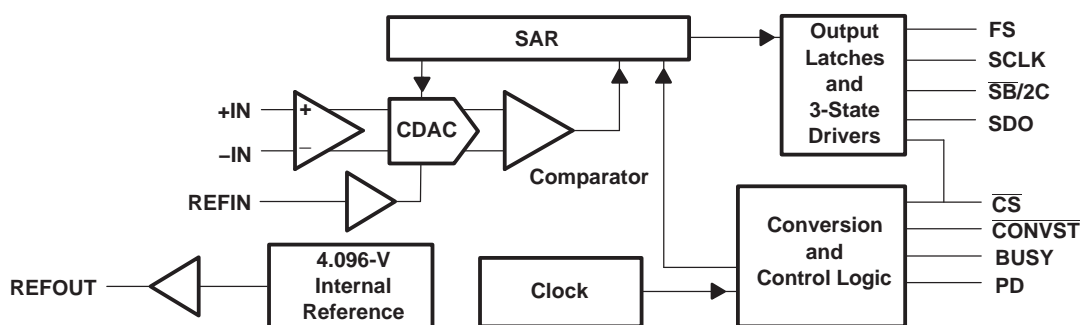 SAR
Output
Latches
and
3-State
Drivers
FS
SCLK
SB/2C
SDO
+IN
−IN
+
−
CDAC
Comparator
REFIN
Conversion
and
Control Logic
CS
CONVST
BUSY
PD
REFOUT
4.096-V
Internal
Reference
Clock